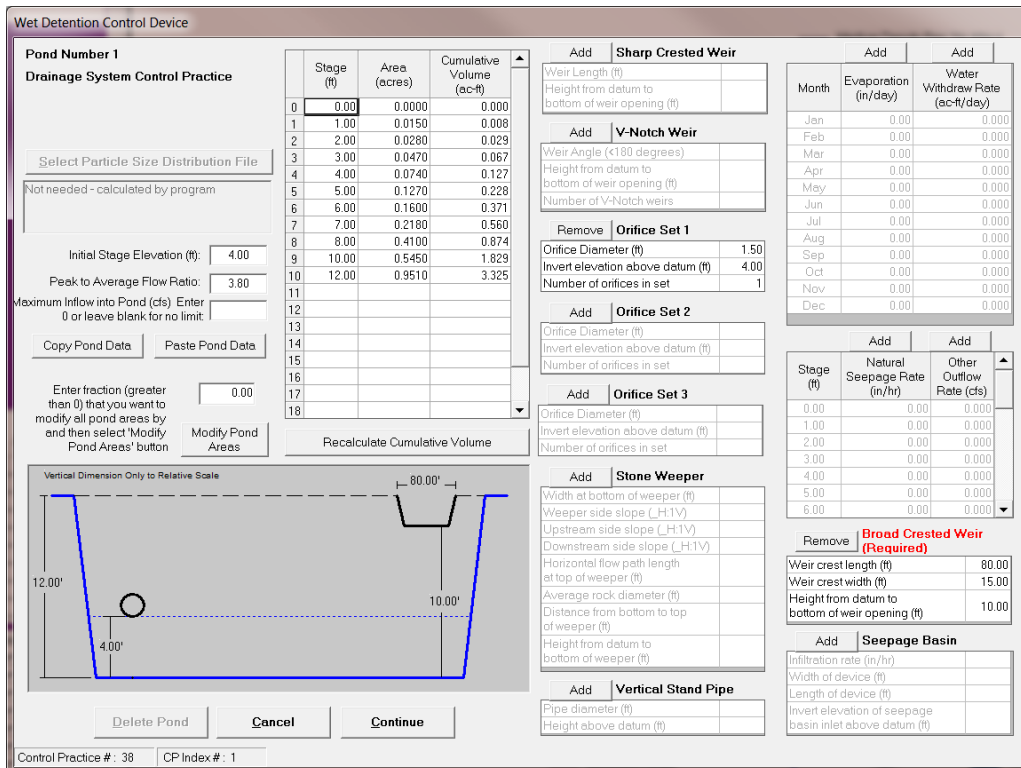 Wet Detention Control Device
Pond Number 1
Drainage System Control Practice
Select Particle Size Distribution File
Not needed - calculated by program
Initial Stage Elevation (ft): 4.00
Peak to Average Flow Ratio: 3.80
Maximum Inflow into Pond (cfs) Enter
0 or leave blank for no limit:
Copy Pond Data Paste Pond Data
Enter fraction (greater 0.00
than 0) that you want to
modify all pond areas by
and then select 'Modify
Pond Areas' button
Modify Pond
Areas
Stage
(ft)
Area
(acres)
Cumulative
Volume
(ac-ft)
0 0.00 0.0000 0.000
1 1.00 0.0150 0.008
2 2.00 0.0280 0.029
3 3.00 0.0470 0.067
4 4.00 0.0740 0.127
5 5.00 0.1270 0.228
6 6.00 0.1600 0.371
7 7.00 0.2180 0.560
8 8.00 0.4100 0.874
9 10.00 0.5450 1.829
10 12.00 0.9510 3.325
11
12
13
14
15
16
17
18
Recalculate Cumulative Volume
Vertical Dimension Only to Relative Scale
80.00'
12.00'
10.00'
4.00'
Delete Pond Cancel Continue
Control Practice # : 38 CP Index # : 1
Add Sharp Crested Weir
Weir Length (ft)
Height from datum to
bottom of weir opening (ft)
Add V-Notch Weir
Weir Angle (<180 degrees)
Height from datum to
bottom of weir opening (ft)
Number of V-Notch weirs
Remove Orifice Set 1
Orifice Diameter (ft) 1.50
Invert elevation above datum (ft) 4.00
Number of orifices in set 1
Add Orifice Set 2
Orifice Diameter (ft)
Invert elevation above datum (ft)
Number of orifices in set
Add Orifice Set 3
Orifice Diameter (ft)
Invert elevation above datum (ft)
Number of orifices in set
Add Stone Weeper
Width at bottom of weeper (ft)
Weeper side slope (_H:1V)
Upstream side slope (_H:1V)
Downstream side slope (_H:1V)
Horizontal flow path length
at top of weeper (ft)
Average rock diameter (ft)
Distance from bottom to top
of weeper (ft)
Height from datum to
bottom of weeper (ft)
Add Vertical Stand Pipe
Pipe diameter (ft)
Height above datum (ft)
Add Add
Month
Evaporation
(in/day)
Water
Withdraw Rate
(ac-ft/day)
Jan 0.00 0.000
Feb 0.00 0.000
Mar 0.00 0.000
Apr 0.00 0.000
May 0.00 0.000
Jun 0.00 0.000
Jul 0.00 0.000
Aug 0.00 0.000
Sep 0.00 0.000
Oct 0.00 0.000
Nov 0.00 0.000
Dec 0.00 0.000
Add Add
Stage
(ft)
Natural
Seepage Rate
(in/hr)
Other
Outflow
Rate (cfs)
0.00 0.00 0.000
1.00 0.00 0.000
2.00 0.00 0.000
3.00 0.00 0.000
4.00 0.00 0.000
5.00 0.00 0.000
6.00 0.00 0.000
Remove Broad Crested Weir
(Required)
Weir crest length (ft) 80.00
Weir crest width (ft) 15.00
Height from datum to
bottom of weir opening (ft) 10.00
Add Seepage Basin
Infiltration rate (in/hr)
Width of device (ft)
Length of device (ft)
Invert elevation of seepage
basin inlet above datum (ft)